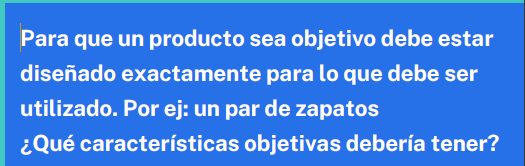 Para que un producto sea objetivo debe estar
diseñado exactamente para lo que debe ser
utilizado. Por ej: un par de zapatos
¿Qué características objetivas debería tener?